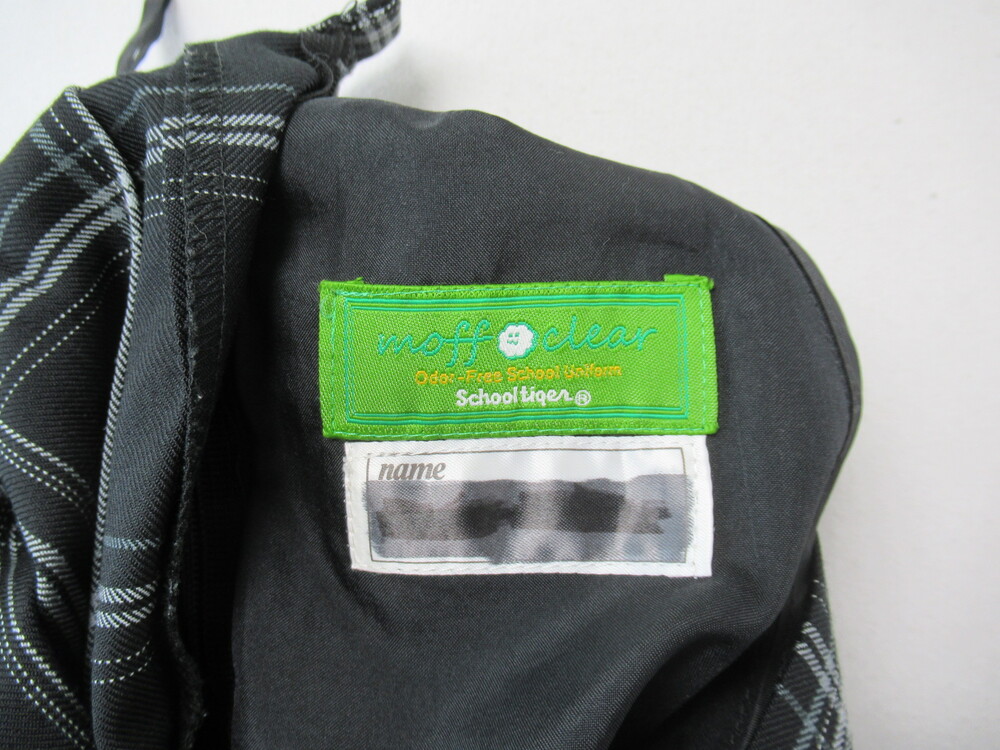 moff clear
Odor-Free School Uniform
Schooltiger®
name